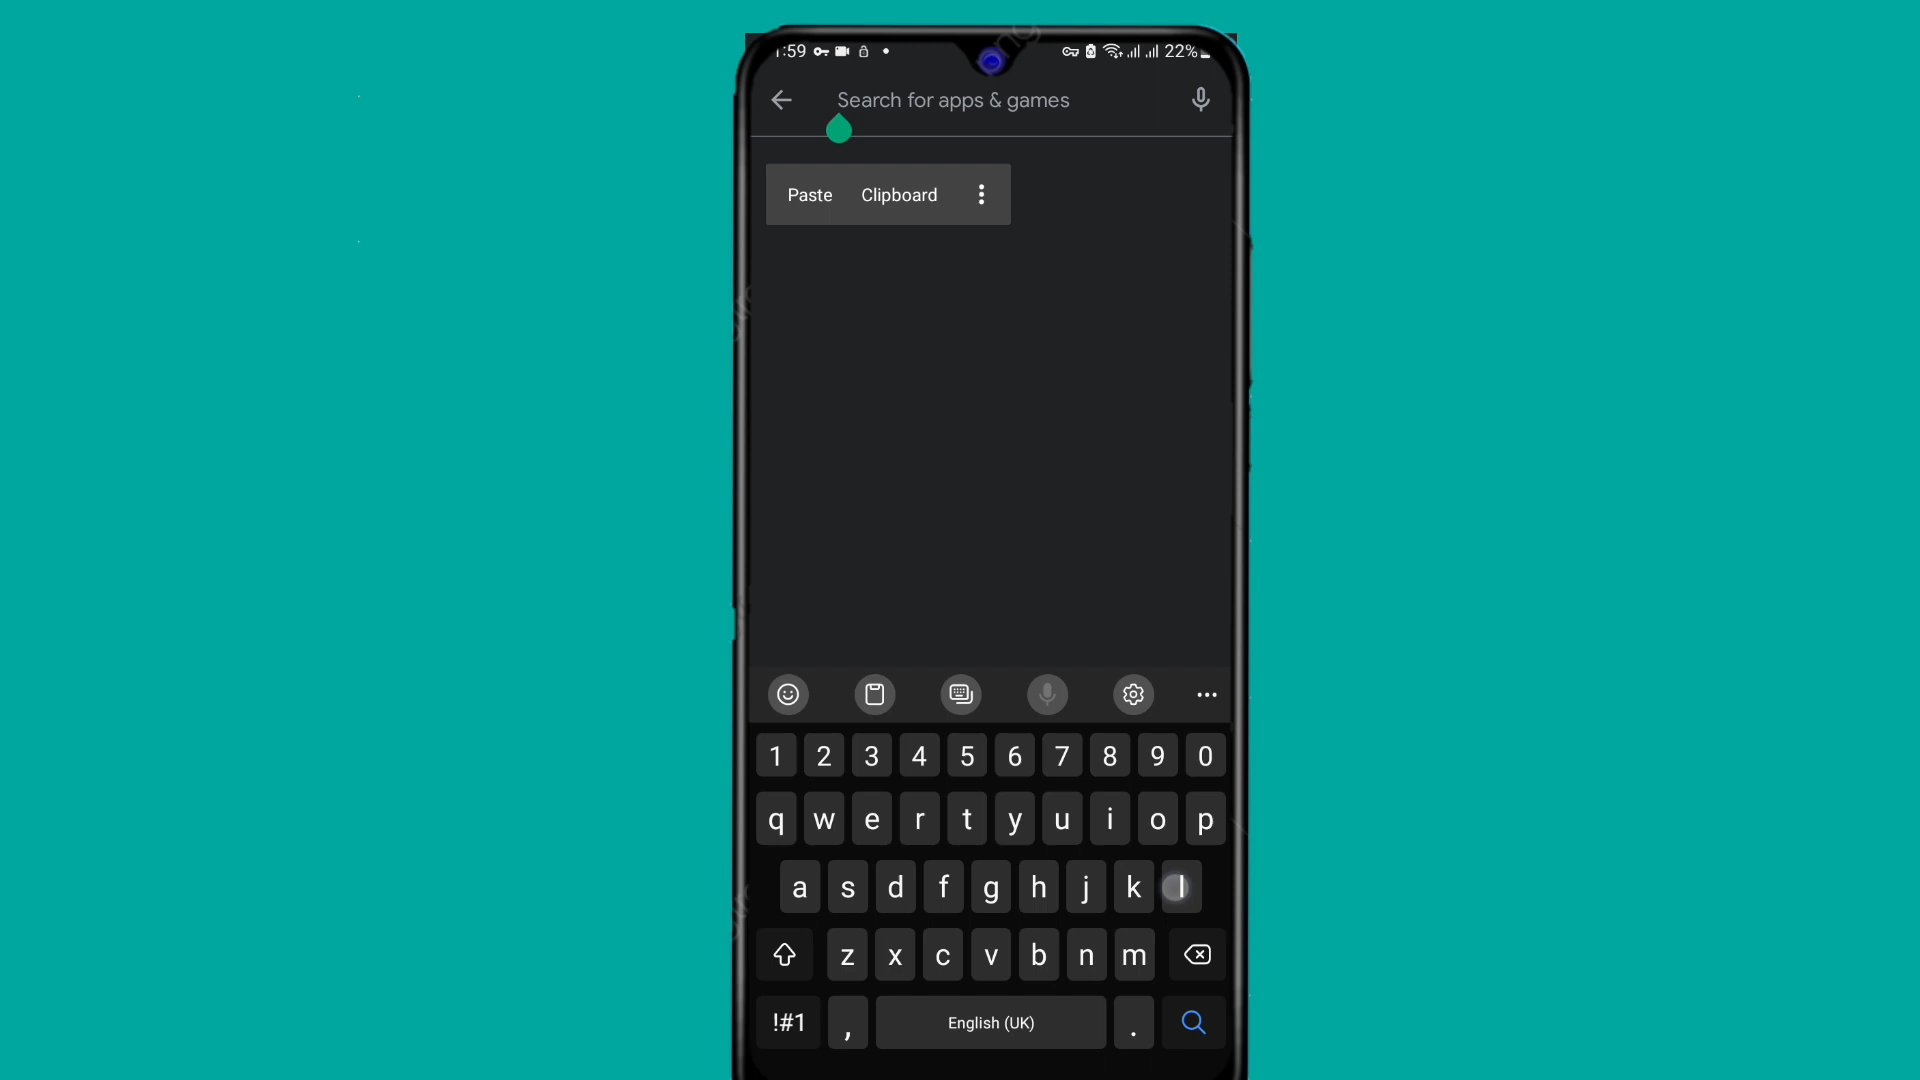 1:59 22%
Search for apps & games
Paste Clipboard
1 2 3 4 5 6 7 8 9 0
q w e r t y u i o p
a s d f g h j k l
z x c v b n m
!#1 , English (UK) .